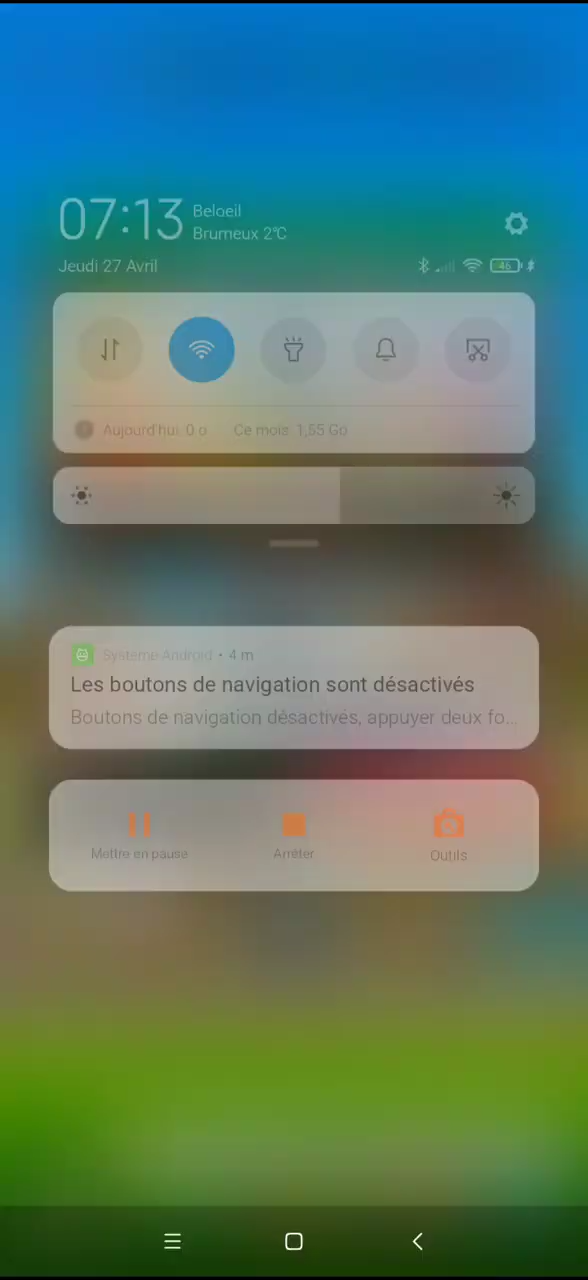 07:13
Beloeil
Brumeux 2°C
Jeudi 27 Avril
46
Aujourd'hui: 0 o Ce mois: 1,55 Go
Système Android • 4 m
Les boutons de navigation sont désactivés
Boutons de navigation désactivés, appuyer deux fo...
Mettre en pause
Arrêter
Outils